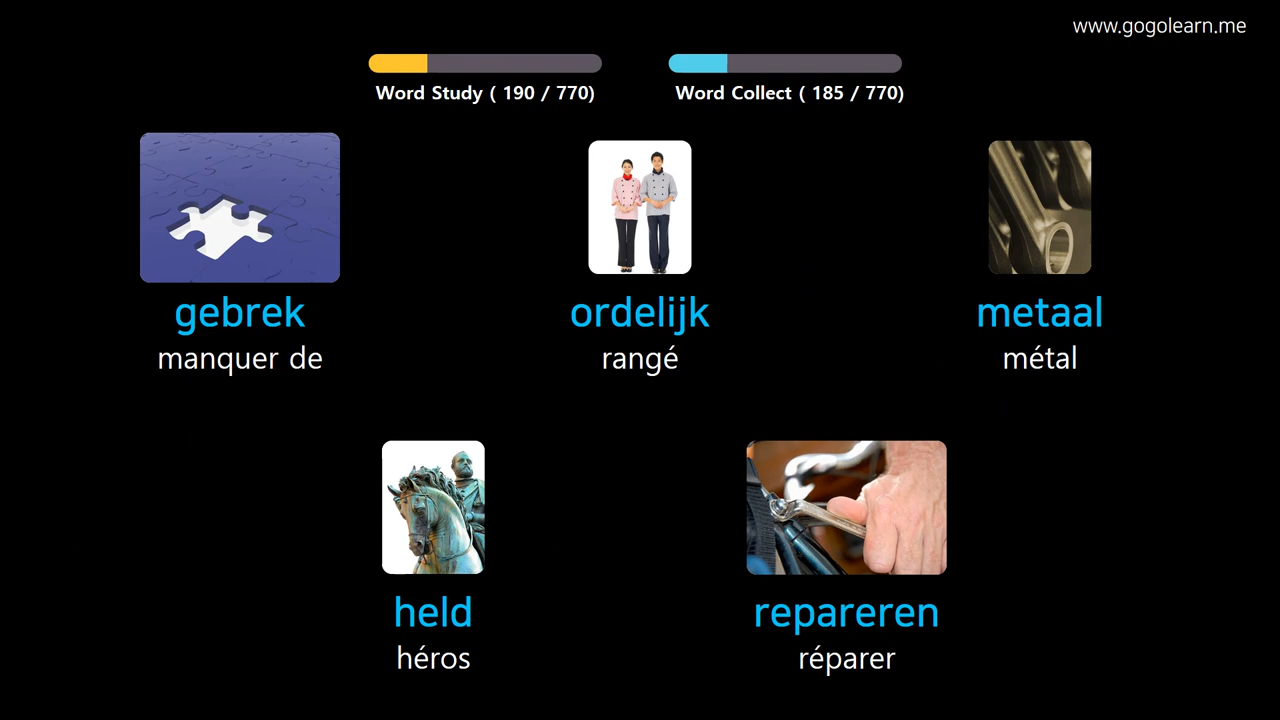 www.gogolearn.me
Word Study ( 190 / 770)
Word Collect ( 185 / 770)
gebrek
manquer de
ordelijk
rangé
metaal
métal
held
héros
repareren
réparer